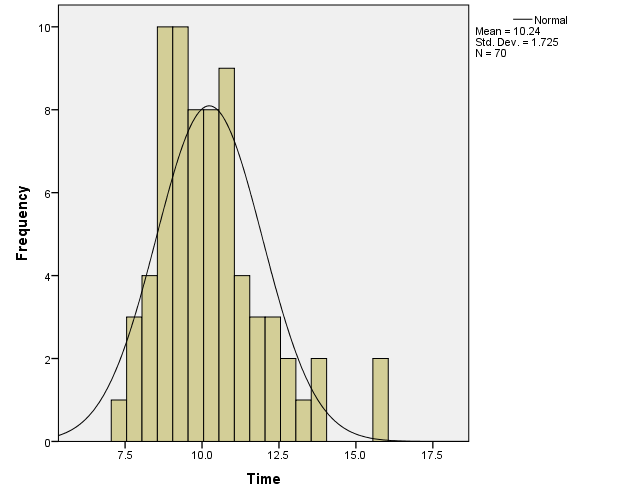 Normal
Mean = 10.24
Std. Dev. = 1.725
N = 70
10
8
6
4
2
0
Frequency
7.5 10.0 12.5 15.0 17.5
Time